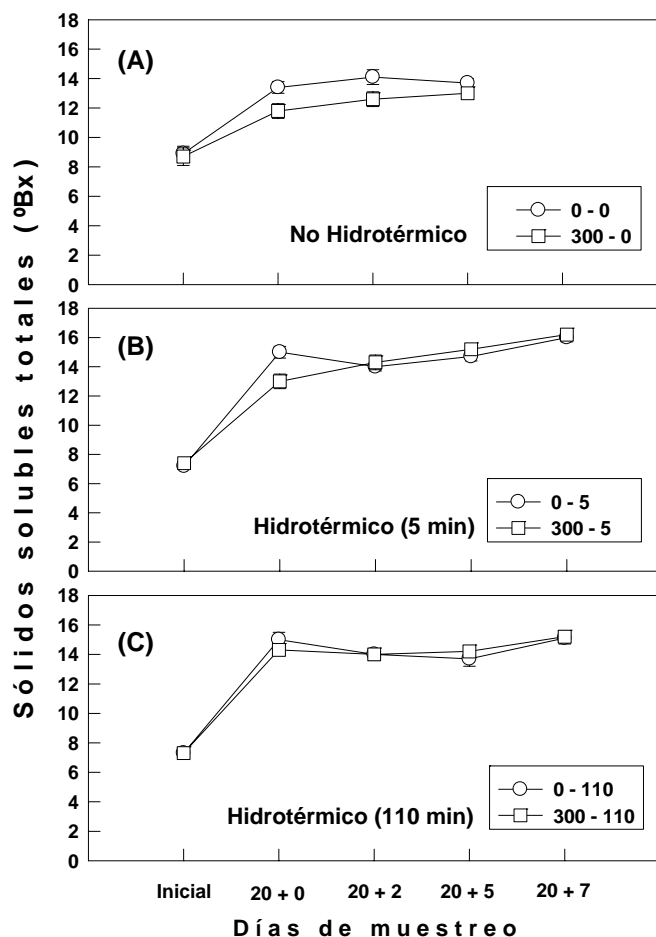 Sólidos solubles totales (ºBx)
18
(A)
16
14
12
10
8
0 - 0
6
300 - 0
No Hidrotérmico
4
2
0
18
(B)
16
14
12
10
8
6
0 - 5
4
300 - 5
Hidrotérmico (5 min)
2
0
18
16
(C)
14
12
10
8
6
0 - 110
4
300 - 110
Hidrotérmico (110 min)
2
0
Inicial 20 + 0 20 + 2 20 + 5 20 + 7
Días de muestreo